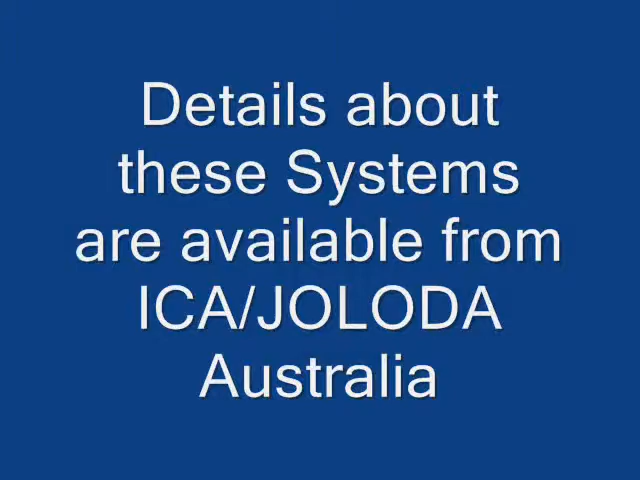 Details about
these Systems
are available from
ICA/JOLODA
Australia